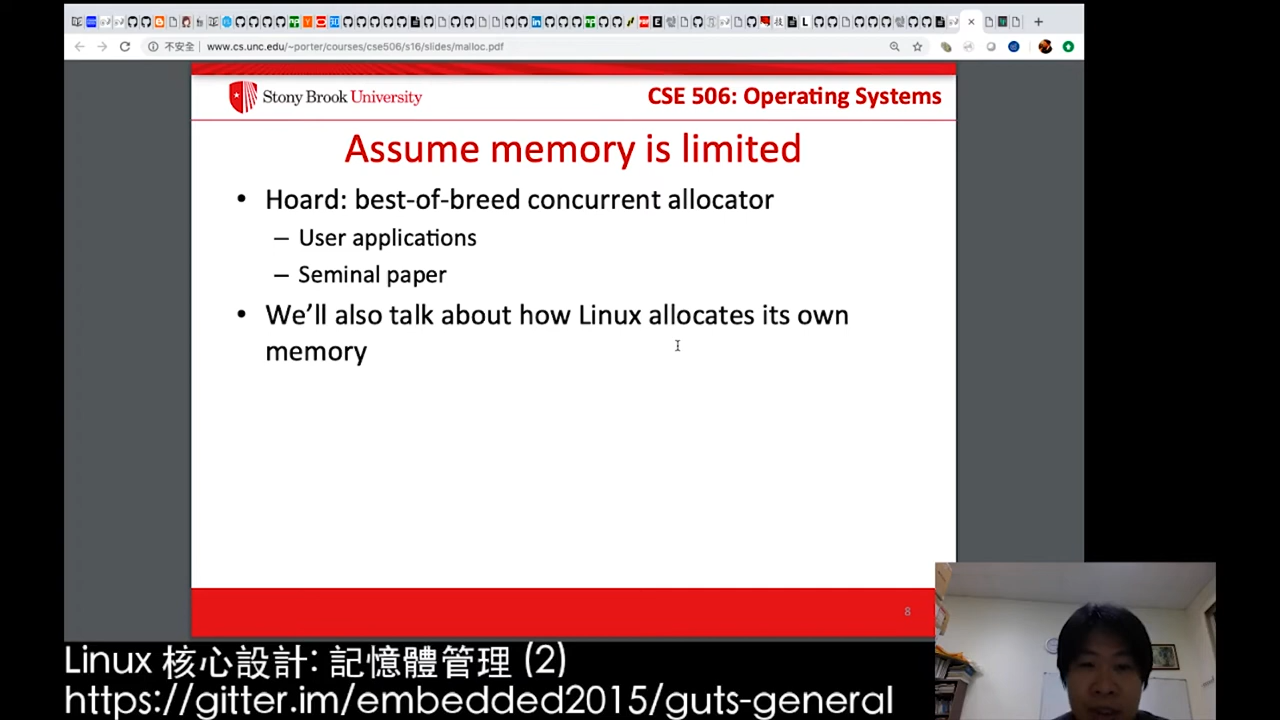 不安全 www.cs.unc.edu/~porter/courses/cse506/s16/slides/malloc.pdf
Stony Brook University
CSE 506: Operating Systems
Assume memory is limited
• Hoard: best-of-breed concurrent allocator
– User applications
– Seminal paper
• We’ll also talk about how Linux allocates its own
memory
8
Linux 核心設計: 記憶體管理 (2)
https://gitter.im/embedded2015/guts-general